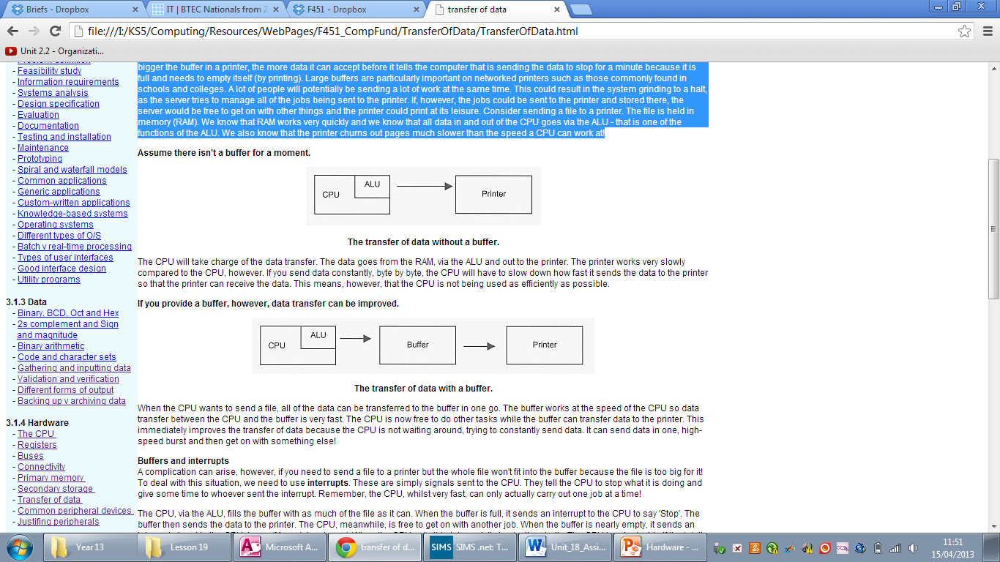 Briefs - Dropbox
IT | BTEC Nationals from 2
F451 - Dropbox
transfer of data
file:///I:/KS5/Computing/Resources/WebPages/F451_CompFund/TransferOfData/TransferOfData.html
Unit 2.2 - Organizati...
- Feasibility study
- Information requirements
- Systems analysis
- Design specification
- Evaluation
- Documentation
- Testing and installation
- Maintenance
- Prototyping
- Spiral and waterfall models
- Common applications
- Generic applications
- Custom-written applications
- Knowledge-based systems
- Operating systems
- Different types of O/S
- Batch v real-time processing
- Types of user interfaces
- Good interface design
- Utility programs
3.1.3 Data
- Binary, BCD, Oct and Hex
- 2s complement and Sign
and magnitude
- Binary arithmetic
- Code and character sets
- Gathering and inputting data
- Validation and verification
- Different forms of output
- Backing up v archiving data
3.1.4 Hardware
- The CPU
- Registers
- Buses
- Connectivity
- Primary memory
- Secondary storage
- Transfer of data
- Common peripheral devices
- Justifing peripherals
bigger the buffer in a printer, the more data it can accept before it tells the computer that is sending the data to stop for a minute because it is
full and needs to empty itself (by printing). Large buffers are particularly important on networked printers such as those commonly found in
schools and colleges. A lot of people will potentially be sending a lot of work at the same time. This could result in the system grinding to a halt,
as the server tries to manage all of the jobs being sent to the printer. If, however, the jobs could be sent to the printer and stored there, the
server would be free to get on with other things and the printer could print at its leisure. Consider sending a file to a printer. The file is held in
memory (RAM). We know that RAM works very quickly and we know that all data in and out of the CPU goes via the ALU - that is one of the
functions of the ALU. We also know that the printer churns out pages much slower than the speed a CPU can work at!
Assume there isn't a buffer for a moment.
CPU
ALU
Printer
The transfer of data without a buffer.
The CPU will take charge of the data transfer. The data goes from the RAM, via the ALU and out to the printer. The printer works very slowly
compared to the CPU, however. If you send data constantly, byte by byte, the CPU will have to slow down how fast it sends the data to the printer
so that the printer can receive the data. This means, however, that the CPU is not being used as efficiently as possible.
If you provide a buffer, however, data transfer can be improved.
CPU
ALU
Buffer
Printer
The transfer of data with a buffer.
When the CPU wants to send a file, all of the data can be transferred to the buffer in one go. The buffer works at the speed of the CPU so data
transfer between the CPU and the buffer is very fast. The CPU is now free to do other tasks while the buffer can transfer data to the printer. This
immediately improves the transfer of data because the CPU is not waiting around, trying to constantly send data. It can send data in one, high-
speed burst and then get on with something else!
Buffers and interrupts
A complication can arise, however, if you need to send a file to a printer but the whole file won't fit into the buffer because the file is too big for it!
To deal with this situation, we need to use interrupts. These are simply signals sent to the CPU. They tell the CPU to stop what it is doing and
give some time to whoever sent the interrupt. Remember, the CPU, whilst very fast, can only actually carry out one job at a time!
The CPU, via the ALU, fills the buffer with as much of the file as it can. When the buffer is full, it sends an interrupt to the CPU to say 'Stop'. The
buffer then sends the data to the printer. The CPU, meanwhile, is free to get on with another job. When the buffer is nearly empty, it sends an
Year 13
Lesson 19
Microsoft A...
transfer of d...
SIMS
SIMS .net: T...
Unit_18_Assi...
Hardware - ...
11:51
15/04/2013